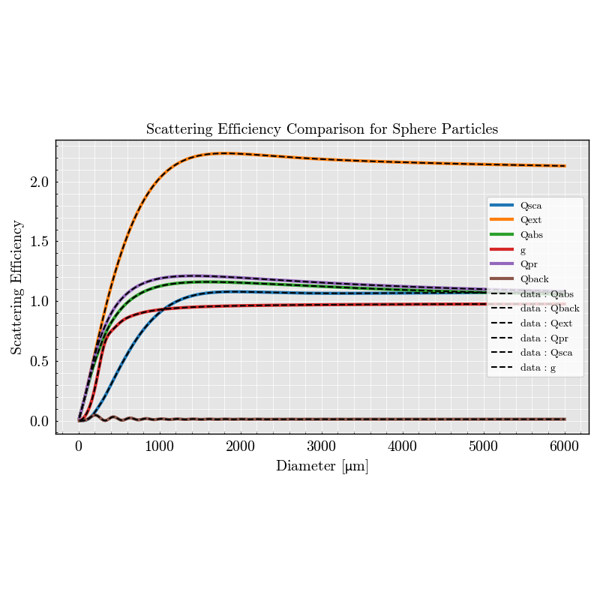 Scattering Efficiency Comparison for Sphere Particles
Scattering Efficiency
2.0
1.5
1.0
0.5
0.0
Qsca
Qext
Qabs
g
Qpr
Qback
data : Qabs
data : Qback
data : Qext
data : Qpr
data : Qsca
data : g
0 1000 2000 3000 4000 5000 6000
Diameter [μm]